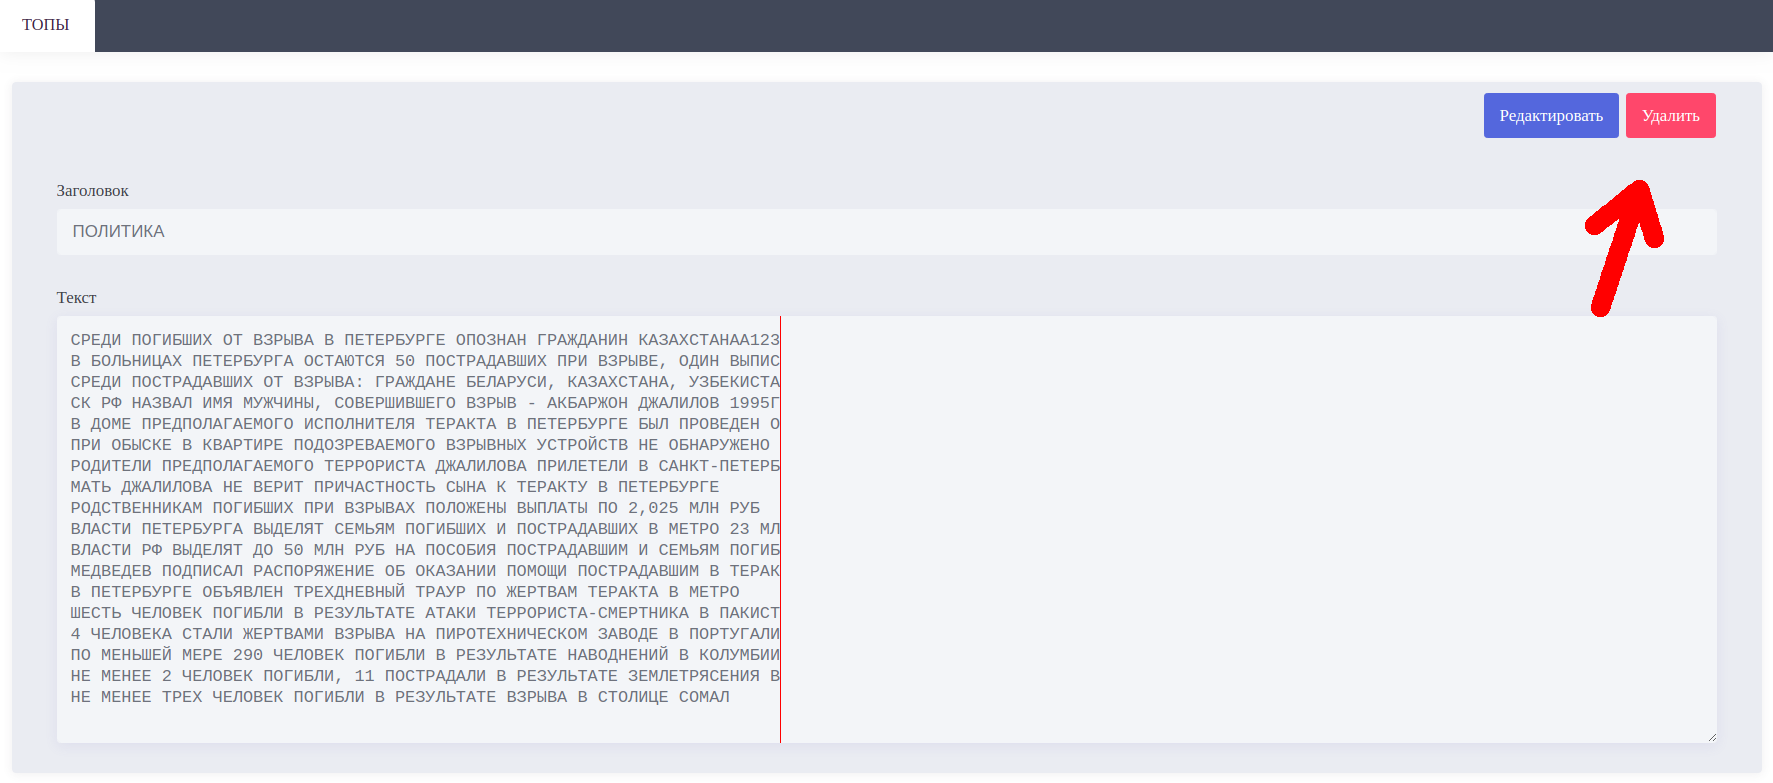 ТОПЫ
Редактировать Удалить
Заголовок
ПОЛИТИКА
Текст
СРЕДИ ПОГИБШИХ ОТ ВЗРЫВА В ПЕТЕРБУРГЕ ОПОЗНАН ГРАЖДАНИН КАЗАХСТАНАА123
В БОЛЬНИЦАХ ПЕТЕРБУРГА ОСТАЮТСЯ 50 ПОСТРАДАВШИХ ПРИ ВЗРЫВЕ, ОДИН ВЫПИС
СРЕДИ ПОСТРАДАВШИХ ОТ ВЗРЫВА: ГРАЖДАНЕ БЕЛАРУСИ, КАЗАХСТАНА, УЗБЕКИСТА
СК РФ НАЗВАЛ ИМЯ МУЖЧИНЫ, СОВЕРШИВШЕГО ВЗРЫВ - АКБАРЖОН ДЖАЛИЛОВ 1995Г
В ДОМЕ ПРЕДПОЛАГАЕМОГО ИСПОЛНИТЕЛЯ ТЕРАКТА В ПЕТЕРБУРГЕ БЫЛ ПРОВЕДЕН О
ПРИ ОБЫСКЕ В КВАРТИРЕ ПОДОЗРЕВАЕМОГО ВЗРЫВНЫХ УСТРОЙСТВ НЕ ОБНАРУЖЕНО
РОДИТЕЛИ ПРЕДПОЛАГАЕМОГО ТЕРРОРИСТА ДЖАЛИЛОВА ПРИЛЕТЕЛИ В САНКТ-ПЕТЕРБ
МАТЬ ДЖАЛИЛОВА НЕ ВЕРИТ ПРИЧАСТНОСТЬ СЫНА К ТЕРАКТУ В ПЕТЕРБУРГЕ
РОДСТВЕННИКАМ ПОГИБШИХ ПРИ ВЗРЫВАХ ПОЛОЖЕНЫ ВЫПЛАТЫ ПО 2,025 МЛН РУБ
ВЛАСТИ ПЕТЕРБУРГА ВЫДЕЛЯТ СЕМЬЯМ ПОГИБШИХ И ПОСТРАДАВШИХ В МЕТРО 23 МЛ
ВЛАСТИ РФ ВЫДЕЛЯТ ДО 50 МЛН РУБ НА ПОСОБИЯ ПОСТРАДАВШИМ И СЕМЬЯМ ПОГИБ
МЕДВЕДЕВ ПОДПИСАЛ РАСПОРЯЖЕНИЕ ОБ ОКАЗАНИИ ПОМОЩИ ПОСТРАДАВШИМ В ТЕРАК
В ПЕТЕРБУРГЕ ОБЪЯВЛЕН ТРЕХДНЕВНЫЙ ТРАУР ПО ЖЕРТВАМ ТЕРАКТА В МЕТРО
ШЕСТЬ ЧЕЛОВЕК ПОГИБЛИ В РЕЗУЛЬТАТЕ АТАКИ ТЕРРОРИСТА-СМЕРТНИКА В ПАКИСТ
4 ЧЕЛОВЕКА СТАЛИ ЖЕРТВАМИ ВЗРЫВА НА ПИРОТЕХНИЧЕСКОМ ЗАВОДЕ В ПОРТУГАЛИ
ПО МЕНЬШЕЙ МЕРЕ 290 ЧЕЛОВЕК ПОГИБЛИ В РЕЗУЛЬТАТЕ НАВОДНЕНИЙ В КОЛУМБИИ
НЕ МЕНЕЕ 2 ЧЕЛОВЕК ПОГИБЛИ, 11 ПОСТРАДАЛИ В РЕЗУЛЬТАТЕ ЗЕМЛЕТРЯСЕНИЯ В
НЕ МЕНЕЕ ТРЕХ ЧЕЛОВЕК ПОГИБЛИ В РЕЗУЛЬТАТЕ ВЗРЫВА В СТОЛИЦЕ СОМАЛ